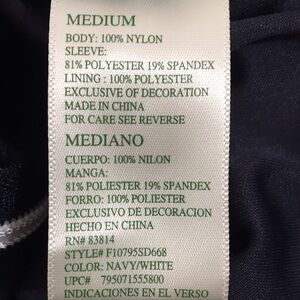 MEDIUM
BODY: 100% NYLON
SLEEVE:
81% POLYESTER 19% SPANDEX
LINING : 100% POLYESTER
EXCLUSIVE OF DECORATION
MADE IN CHINA
FOR CARE SEE REVERSE
MEDIANO
CUERPO: 100% NILON
MANGA:
81% POLIESTER 19% SPANDEX
FORRO: 100% POLIESTER
EXCLUSIVO DE DECORACION
HECHO EN CHINA
RN# 83814
STYLE# F10795SD668
COLOR: NAVY/WHITE
UPC# 795071555800
INDICACIONES EN EL VERSO